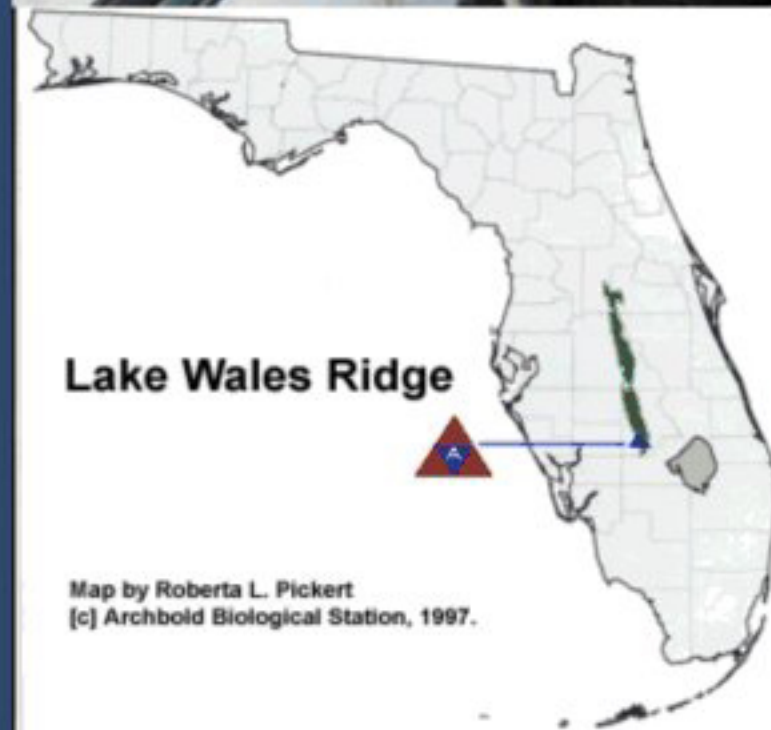 Lake Wales Ridge
A
Map by Roberta L. Pickert
[c] Archbold Biological Station, 1997.